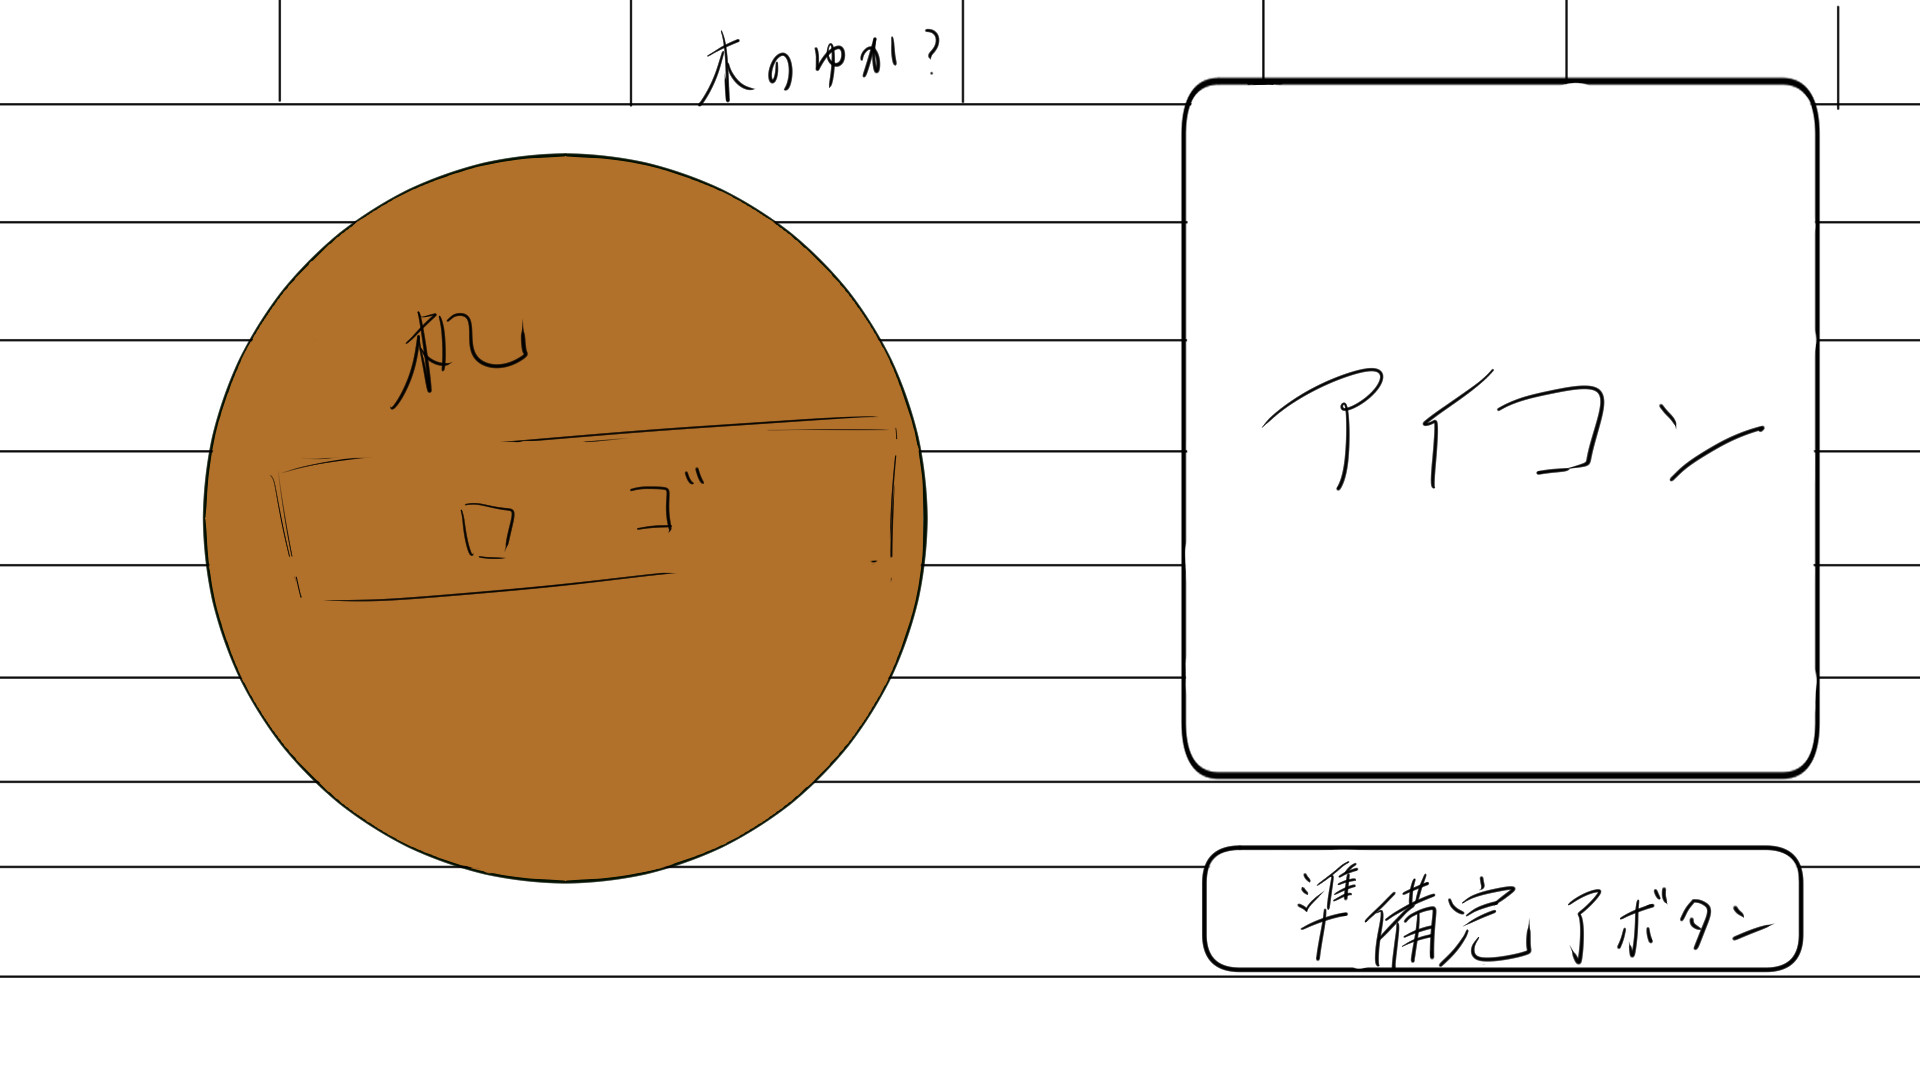 木のゆか?
机
アイコン
ロゴ
準備完了ボタン